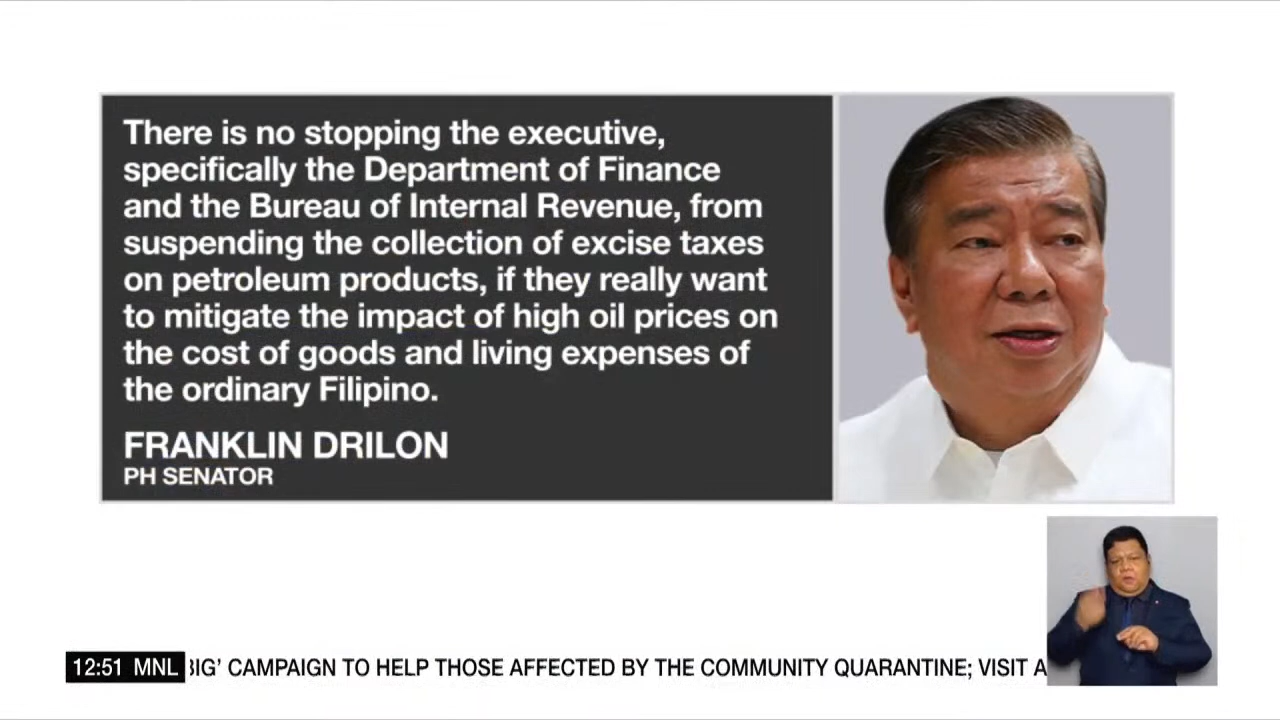 There is no stopping the executive,
specifically the Department of Finance
and the Bureau of Internal Revenue, from
suspending the collection of excise taxes
on petroleum products, if they really want
to mitigate the impact of high oil prices on
the cost of goods and living expenses of
the ordinary Filipino.
FRANKLIN DRILON
PH SENATOR
12:51 MNL BIG’ CAMPAIGN TO HELP THOSE AFFECTED BY THE COMMUNITY QUARANTINE; VISIT A